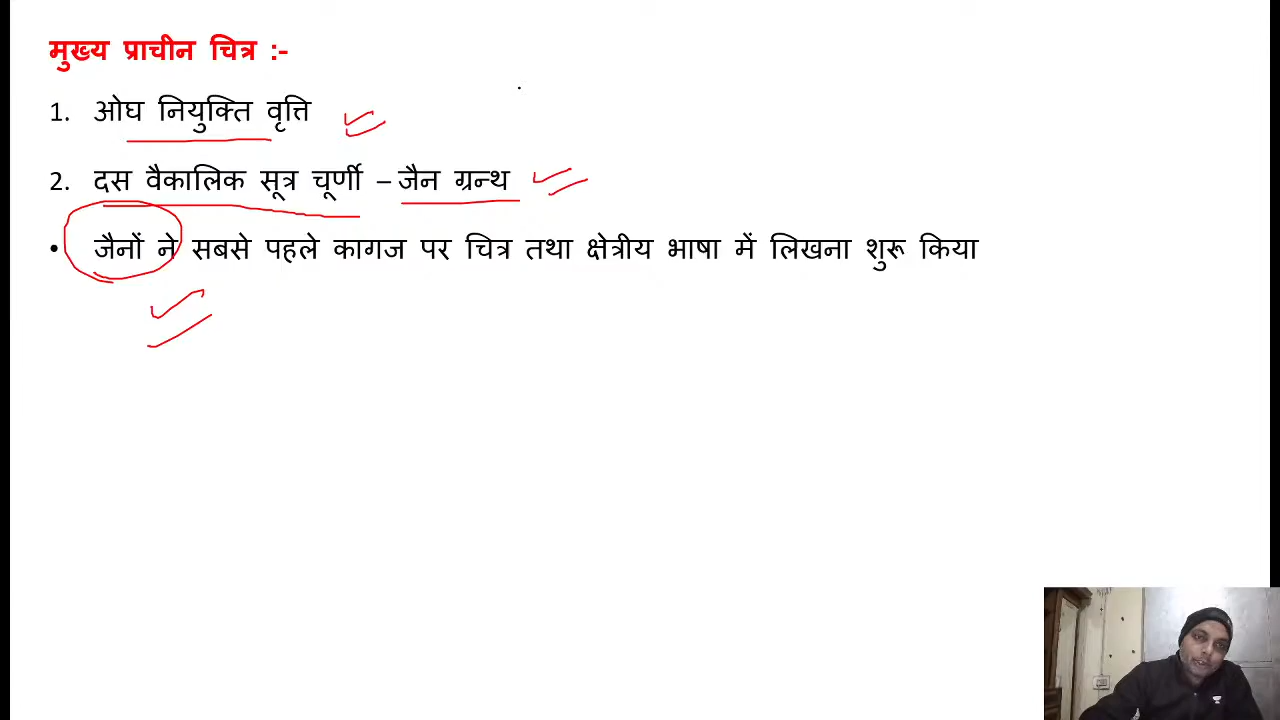 मुख्य प्राचीन चित्र :-
1. ओघ नियुक्ति वृत्ति
2. दस वैकालिक सूत्र चूर्णी – जैन ग्रन्थ
• जैनों ने सबसे पहले कागज पर चित्र तथा क्षेत्रीय भाषा में लिखना शुरू किया